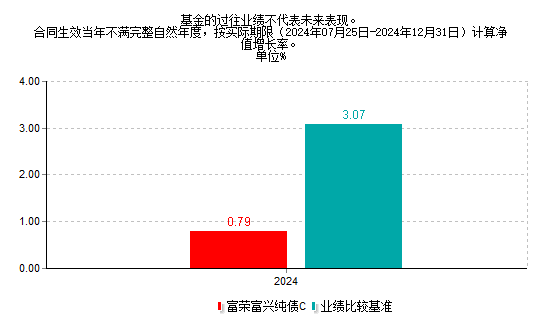 基金的过往业绩不代表未来表现。
合同生效当年不满完整自然年度，按实际期限（2024年07月25日-2024年12月31日）计算净
值增长率。
单位%
4.00
3.00
2.00
1.00
0.00
0.79
3.07
2024
富荣富兴纯债C
业绩比较基准